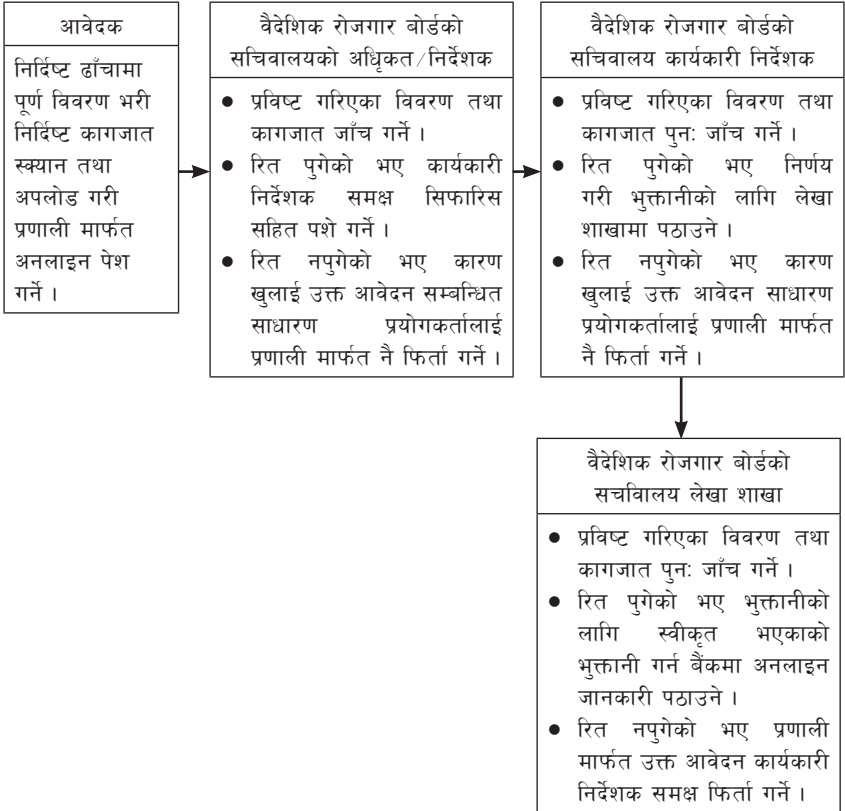 आवेदक
निर्दिष्ट ढाँचामा
पूर्ण विवरण भरी
निर्दिष्ट कागजात
स्क्यान तथा
अपलोड गरी
प्रणाली मार्फत
अनलाइन पेश
गर्ने ।
वैदेशिक रोजगार बोर्डको
सचिवालयको अधिकृत/निर्देशक
● प्रविष्ट गरिएका विवरण तथा
कागजात जाँच गर्ने ।
● रित पुगेको भए कार्यकारी
निर्देशक समक्ष सिफारिस
सहित पशे गर्ने ।
● रित नपुगेको भए कारण
खुलाई उक्त आवेदन सम्बन्धित
साधारण प्रयोगकर्तालाई
प्रणाली मार्फत नै फिर्ता गर्ने ।
वैदेशिक रोजगार बोर्डको
सचिवालय कार्यकारी निर्देशक
● प्रविष्ट गरिएका विवरण तथा
कागजात पुन: जाँच गर्ने ।
● रित पुगेको भए निर्णय
गरी भुक्तानीको लागि लेखा
शाखामा पठाउने ।
● रित नपुगेको भए कारण
खुलाई उक्त आवेदन साधारण
प्रयोगकर्तालाई प्रणाली मार्फत
नै फिर्ता गर्ने ।
वैदेशिक रोजगार बोर्डको
सचविालय लेखा शाखा
● प्रविष्ट गरिएका विवरण तथा
कागजात पुन: जाँच गर्ने ।
● रित पुगेको भए भुक्तानीको
लागि स्वीकृत भएकाको
भुक्तानी गर्न बैंकमा अनलाइन
जानकारी पठाउने ।
● रित नपुगेको भए प्रणाली
मार्फत उक्त आवेदन कार्यकारी
निर्देशक समक्ष फिर्ता गर्ने ।